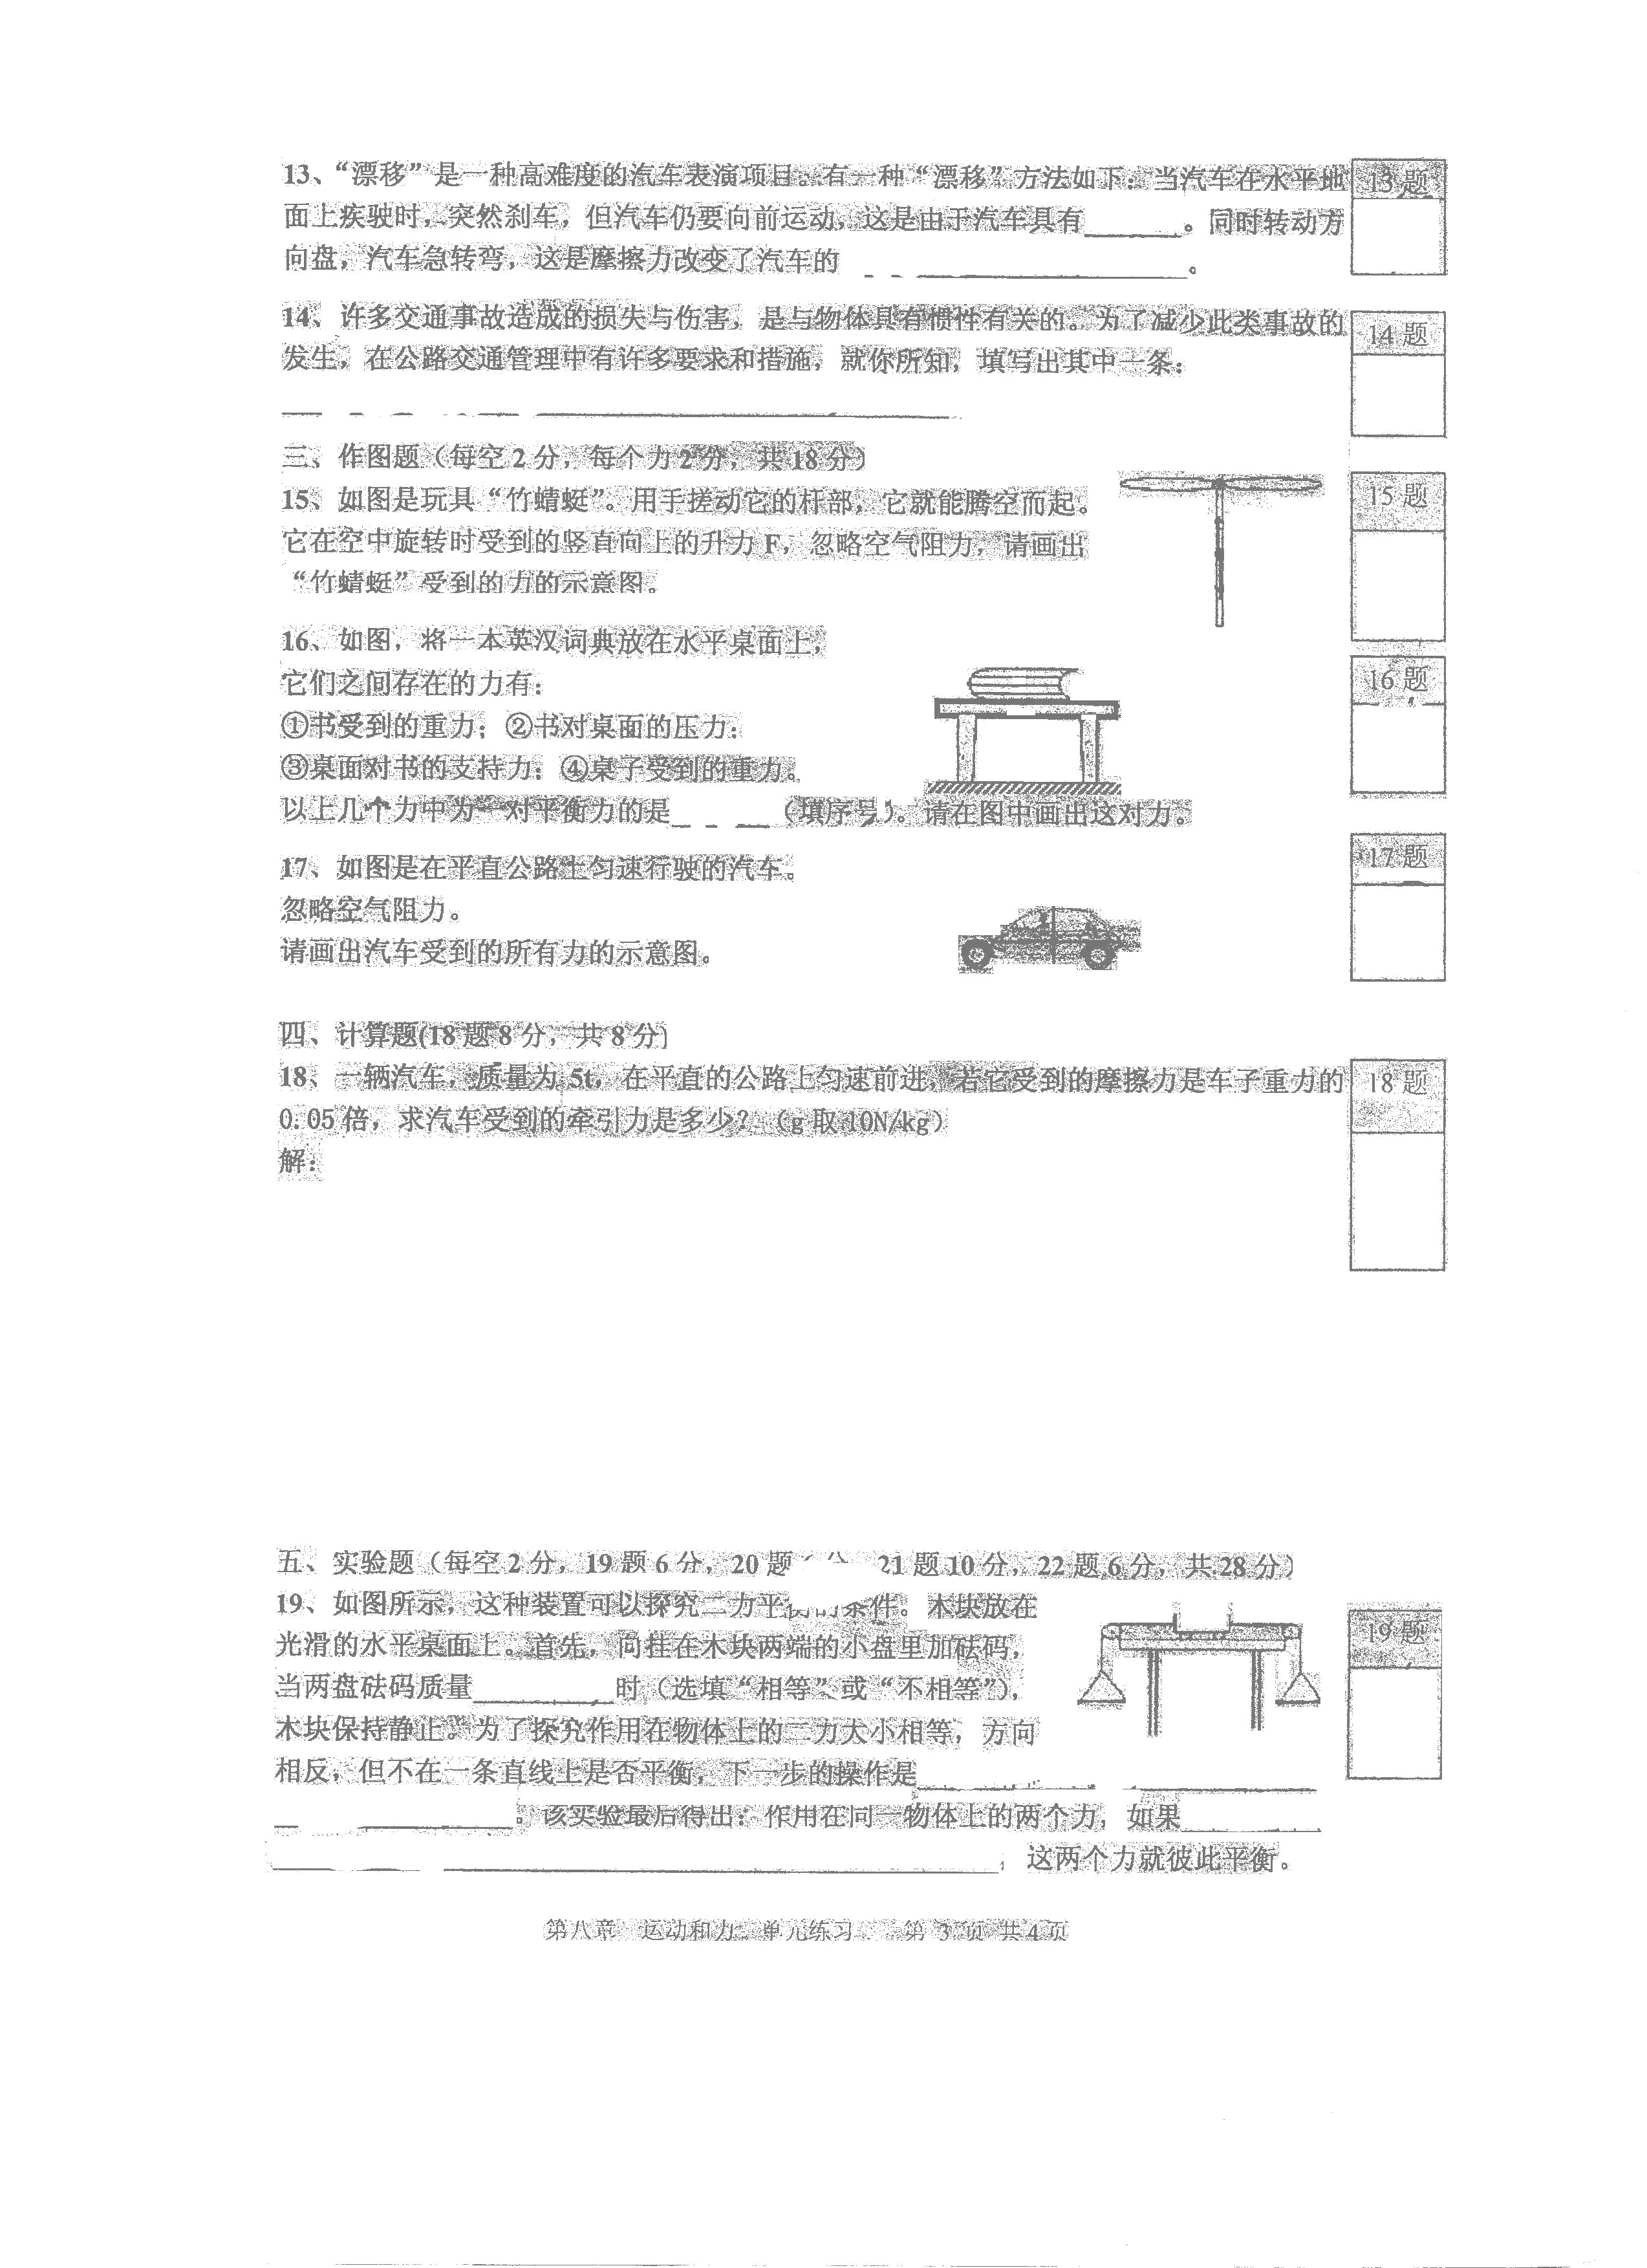 13、“漂移”是一种高难度的汽车表演项目。有一种“漂移”方法如下：当汽车在水平地
面上疾驶时，突然刹车，但汽车仍要向前运动，这是由于汽车具有________。同时转动方
向盘，汽车急转弯，这是摩擦力改变了汽车的________________。
13题
14、许多交通事故造成的损失与伤害，是与物体具有惯性有关的。为了减少此类事故的
发生，在公路交通管理中有许多要求和措施，就你所知，填写出其中一条：
________________
14题
三、作图题（每空2分，每个力2分，共18分）
15、如图是玩具“竹蜻蜓”。用手搓动它的杆部，它就能腾空而起。
它在空中旋转时受到的竖直向上的升力F，忽略空气阻力，请画出
“竹蜻蜓”受到的力的示意图。
15题
16、如图，将一本英汉词典放在水平桌面上，
它们之间存在的力有：
①书受到的重力；②书对桌面的压力；
③桌面对书的支持力；④桌子受到的重力。
以上几个力中为一对平衡力的是________（填序号）。请在图中画出这对力。
16题
17、如图是在平直公路上匀速行驶的汽车。
忽略空气阻力。
请画出汽车受到的所有力的示意图。
17题
四、计算题(18题8分，共8分)
18、一辆汽车，质量为5t，在平直的公路上匀速前进，若它受到的摩擦力是车子重力的
0.05倍，求汽车受到的牵引力是多少？（g取10N/kg）
解：
18题
五、实验题（每空2分，19题6分，20题 21题10分，22题6分，共28分）
19、如图所示，这种装置可以探究二力平衡的条件。木块放在
光滑的水平桌面上。首先，向挂在木块两端的小盘里加砝码，
当两盘砝码质量________时（选填“相等”或“不相等”），
木块保持静止。为了探究作用在物体上的二力大小相等，方向
相反，但不在一条直线上是否平衡，下一步的操作是________________
________________。该实验最后得出：作用在同一物体上的两个力，如果________
________________，这两个力就彼此平衡。
19题
第八章 运动和力 单元练习 第 3 页 共 4 页